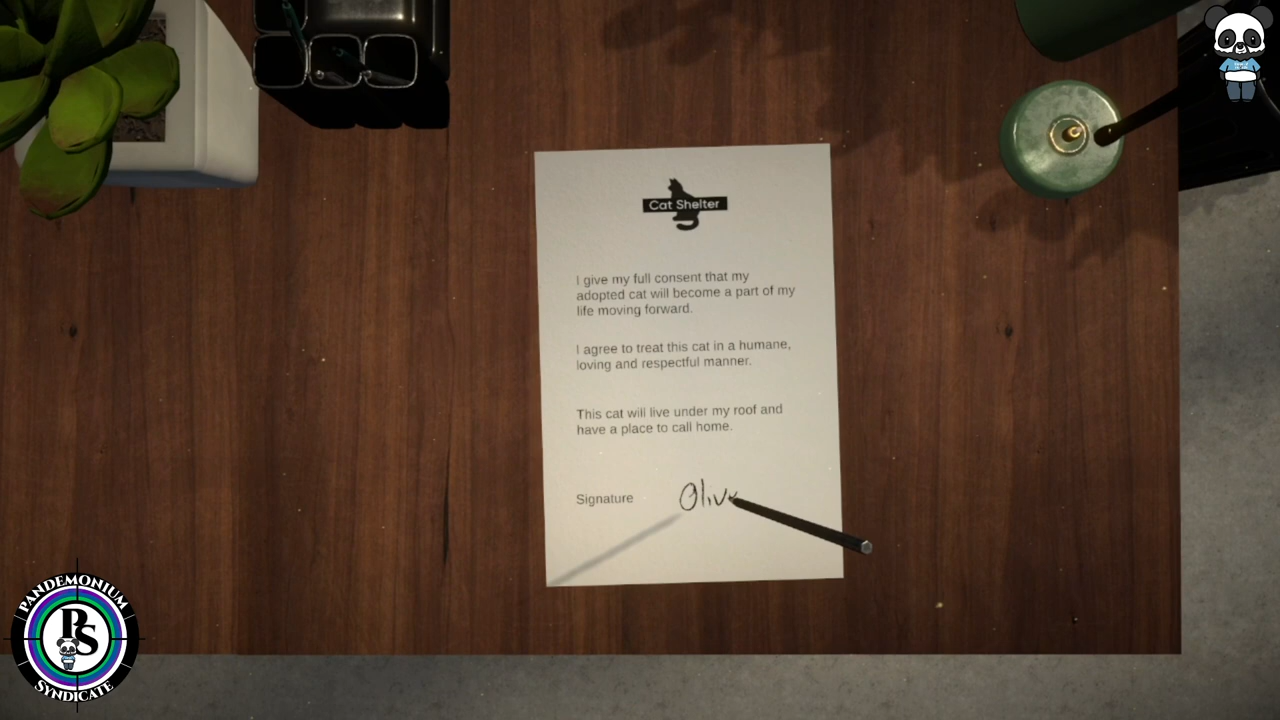 Cat Shelter
I give my full consent that my
adopted cat will become a part of my
life moving forward.
I agree to treat this cat in a humane,
loving and respectful manner.
This cat will live under my roof and
have a place to call home.
Signature Oliv
PANDEMONIUM
PS
SYNDICATE